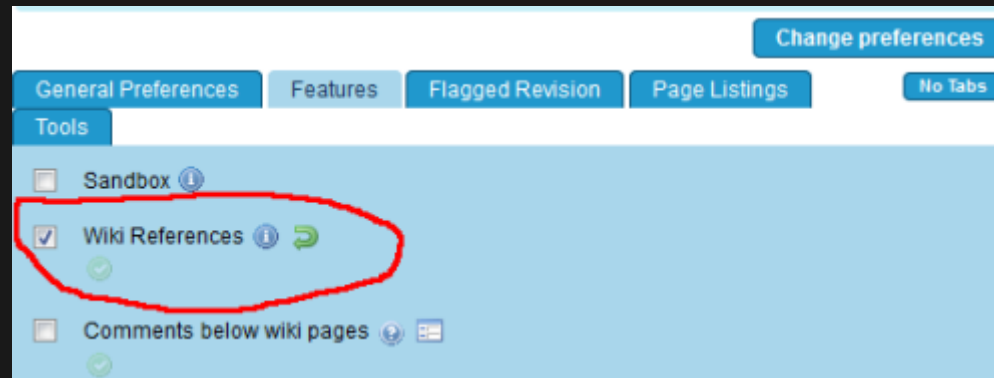 Change preferences
General Preferences Features Flagged Revision Page Listings No Tabs
Tools
Sandbox
Wiki References
Comments below wiki pages